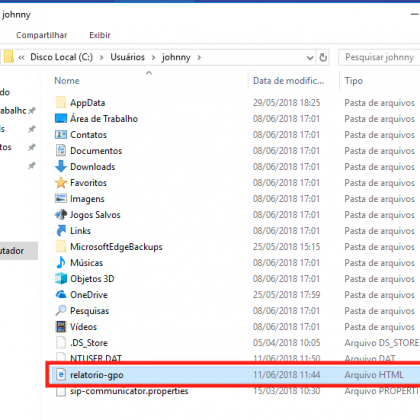 johnny
Compartilhar Exibir
« Disco Local (C:) › Usuários › johnny › Pesquisar johnny
Nome Data de modific... Tipo
AppData 29/05/2018 18:25 Pasta de arquivos
Área de Trabalho 08/06/2018 17:01 Pasta de arquivos
Contatos 08/06/2018 17:01 Pasta de arquivos
Documentos 08/06/2018 17:01 Pasta de arquivos
Downloads 08/06/2018 17:01 Pasta de arquivos
Favoritos 08/06/2018 17:01 Pasta de arquivos
Imagens 08/06/2018 17:01 Pasta de arquivos
Jogos Salvos 08/06/2018 17:01 Pasta de arquivos
Links 08/06/2018 17:01 Pasta de arquivos
MicrosoftEdgeBackups 25/05/2018 15:15 Pasta de arquivos
Músicas 08/06/2018 17:01 Pasta de arquivos
Objetos 3D 08/06/2018 17:01 Pasta de arquivos
OneDrive 25/05/2018 17:59 Pasta de arquivos
Pesquisas 08/06/2018 17:01 Pasta de arquivos
Vídeos 08/06/2018 17:01 Pasta de arquivos
.DS_Store 05/04/2018 10:05 Arquivo DS_STORE
NTUSER.DAT 11/06/2018 11:50 Arquivo DAT
relatorio-gpo 11/06/2018 11:44 Arquivo HTML
sip-communicator.properties 15/03/2018 10:30 Arquivo PROPERTI